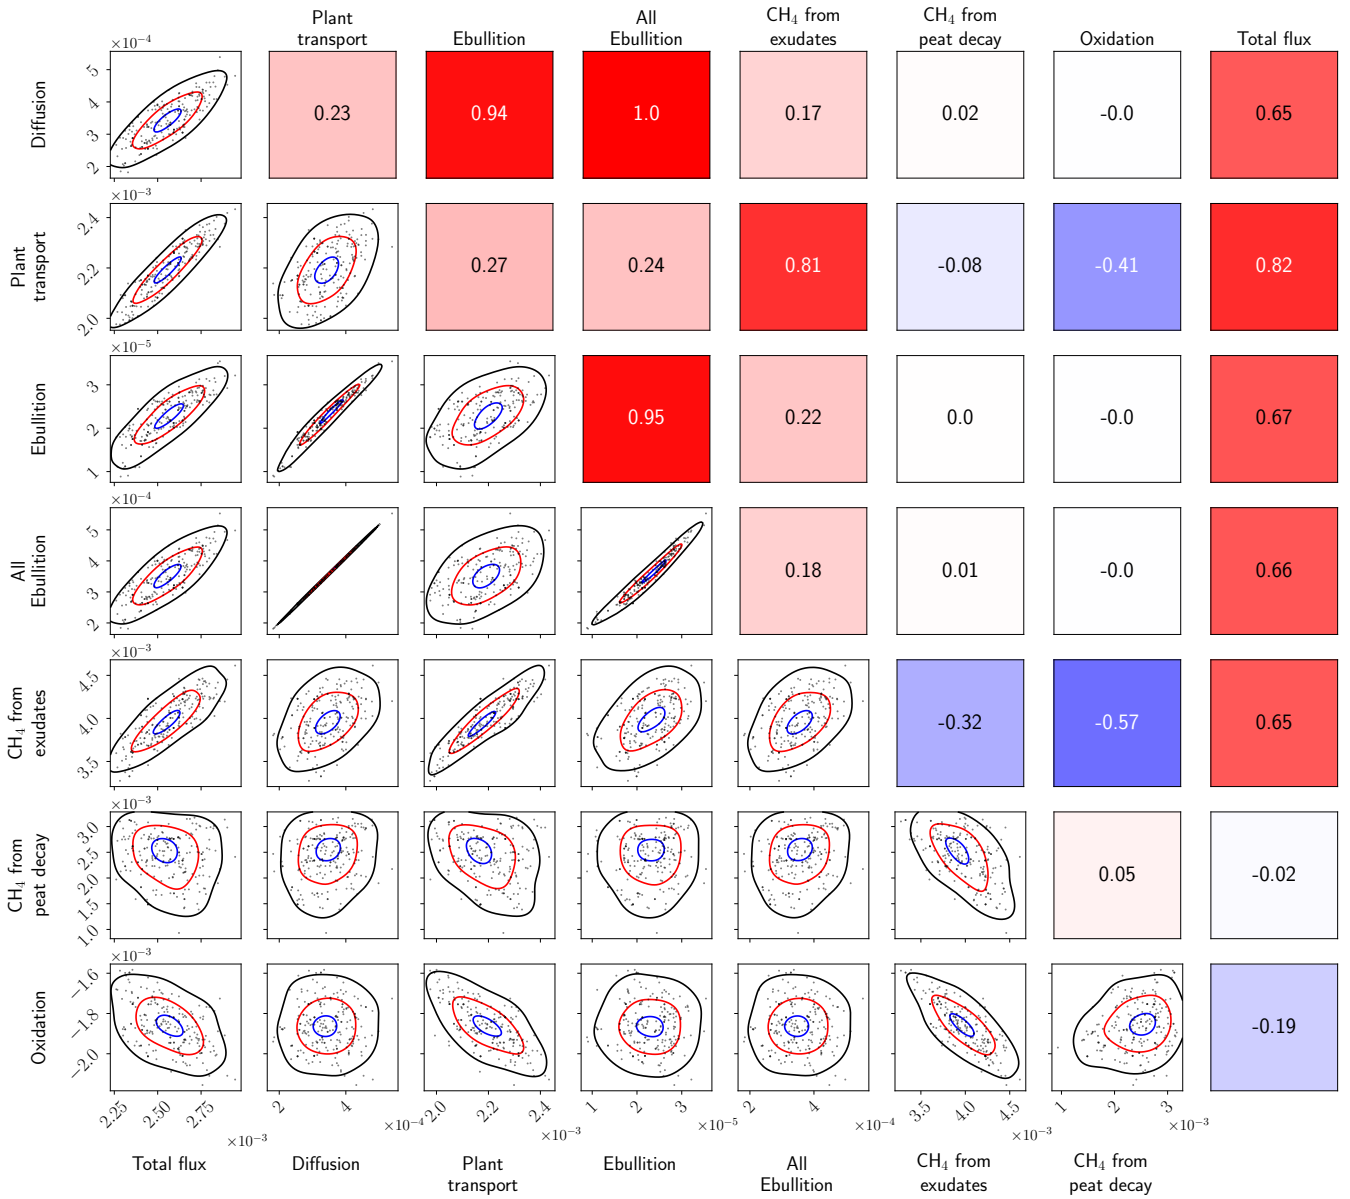 Plant
transport
Ebullition
All
Ebullition
CH₄ from
exudates
CH₄ from
peat decay
Oxidation
Total flux
×10⁻⁴
Diffusion
5
4
3
2
0.23
0.94
1.0
0.17
0.02
-0.0
0.65
×10⁻³
Plant
transport
2.4
2.2
2.0
0.27
0.24
0.81
-0.08
-0.41
0.82
×10⁻⁵
Ebullition
3
2
1
0.95
0.22
0.0
-0.0
0.67
×10⁻⁴
All
Ebullition
5
4
3
2
0.18
0.01
-0.0
0.66
×10⁻³
CH₄ from
exudates
4.5
4.0
3.5
-0.32
-0.57
0.65
×10⁻³
CH₄ from
peat decay
3.0
2.5
2.0
1.5
1.0
0.05
-0.02
×10⁻³
Oxidation
−1.6
−1.8
−2.0
-0.19
2.25 2.50 2.75
×10⁻³
2 4
×10⁻⁴
2.0 2.2 2.4
×10⁻³
1 2 3
×10⁻⁵
2 4
×10⁻⁴
3.5 4.0 4.5
×10⁻³
1 2 3
×10⁻³
Total flux
Diffusion
Plant
transport
Ebullition
All
Ebullition
CH₄ from
exudates
CH₄ from
peat decay